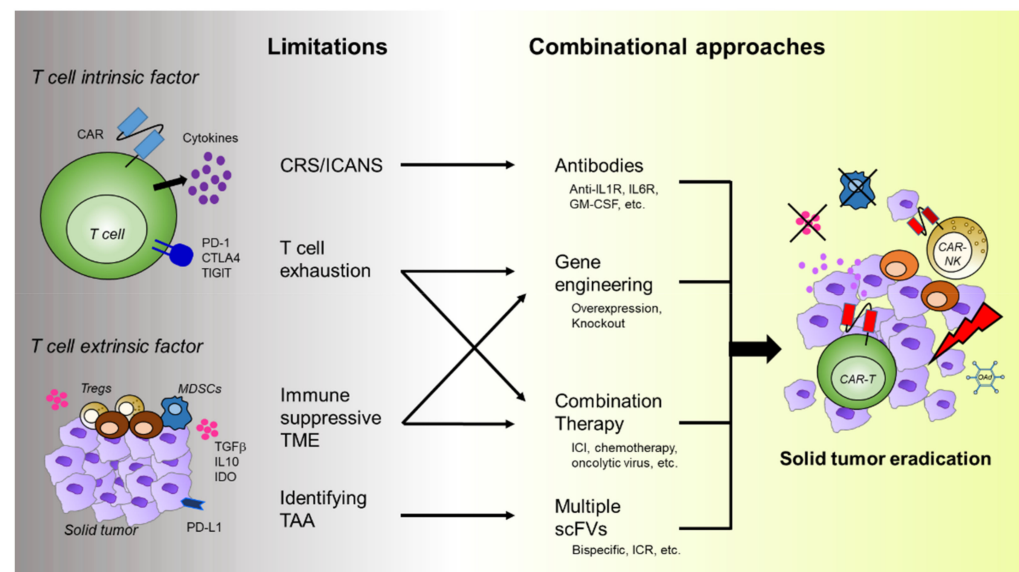 Limitations
Combinational approaches
T cell intrinsic factor
CAR
Cytokines
T cell
PD-1
CTLA4
TIGIT
T cell extrinsic factor
Tregs
MDSCs
TGFβ
IL10
IDO
PD-L1
Solid tumor
CRS/ICANS
T cell
exhaustion
Immune
suppressive
TME
Identifying
TAA
Antibodies
Anti-IL1R, IL6R,
GM-CSF, etc.
Gene
engineering
Overexpression,
Knockout
Combination
Therapy
ICI, chemotherapy,
oncolytic virus, etc.
Multiple
scFVs
Bispecific, ICR, etc.
CAR-
NK
CAR-T
OAd
Solid tumor eradication